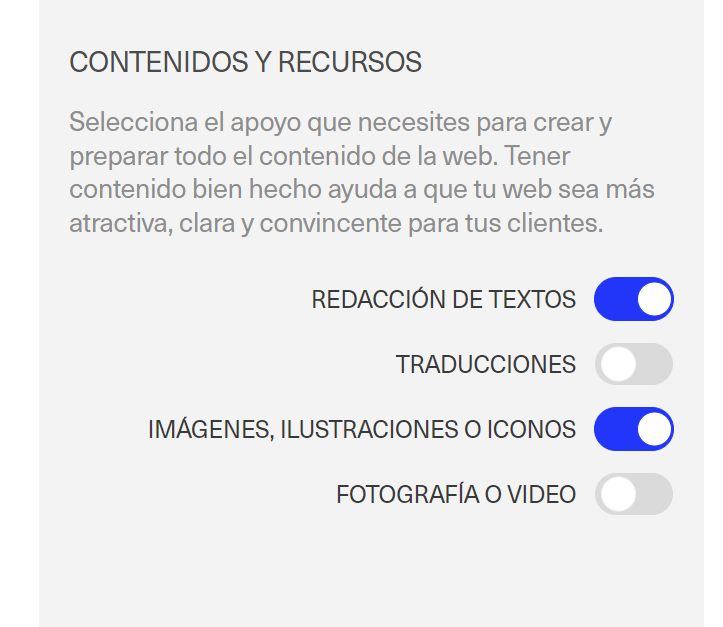 CONTENIDOS Y RECURSOS
Selecciona el apoyo que necesites para crear y
preparar todo el contenido de la web. Tener
contenido bien hecho ayuda a que tu web sea más
atractiva, clara y convincente para tus clientes.
REDACCIÓN DE TEXTOS
TRADUCCIONES
IMÁGENES, ILUSTRACIONES O ICONOS
FOTOGRAFÍA O VIDEO